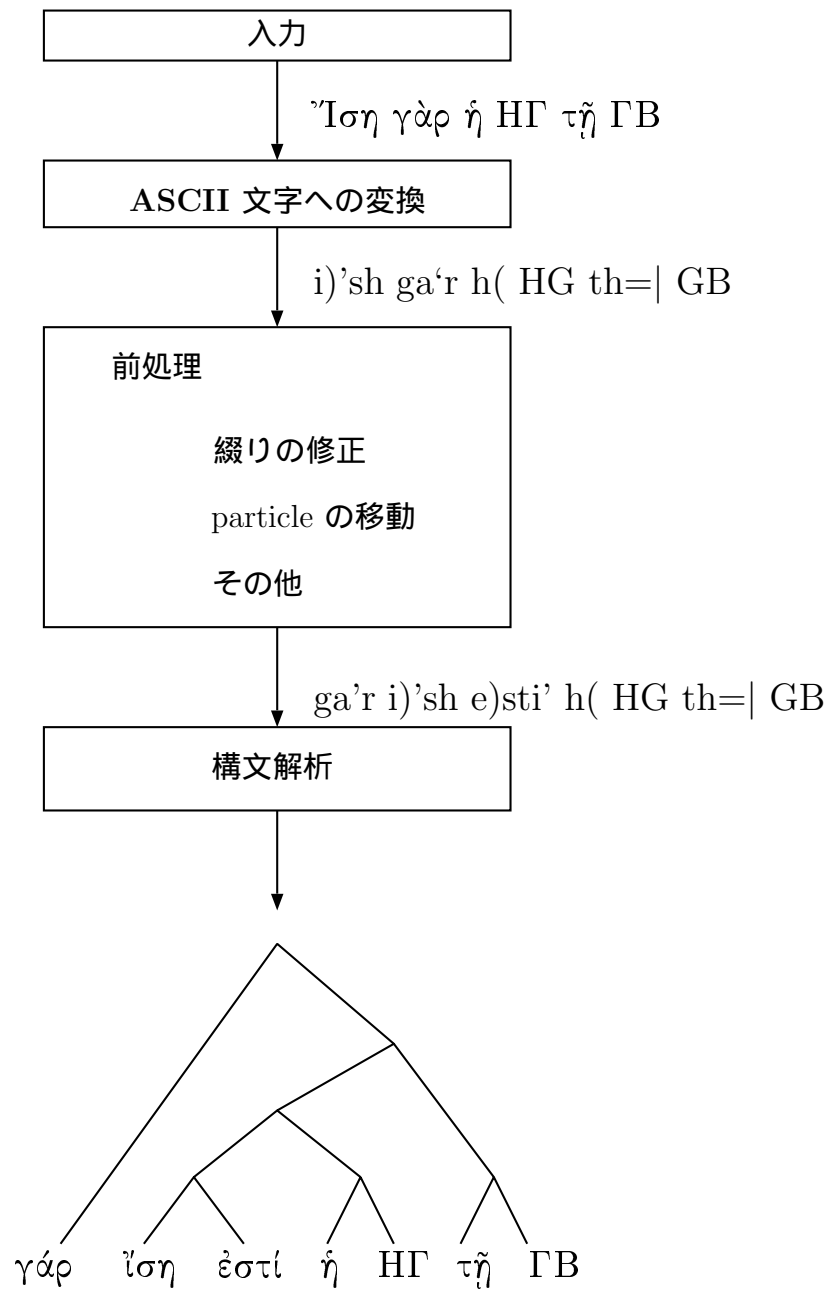 入力
Ἴση γὰρ ἡ ΗΓ τῇ ΓΒ
ASCII 文字への変換
i)’sh ga‘r h( HG th=| GB
前処理
綴りの修正
particle の移動
その他
ga’r i)’sh e)sti’ h( HG th=| GB
構文解析
γάρ ἴση ἐστί ἡ ΗΓ τῇ ΓΒ